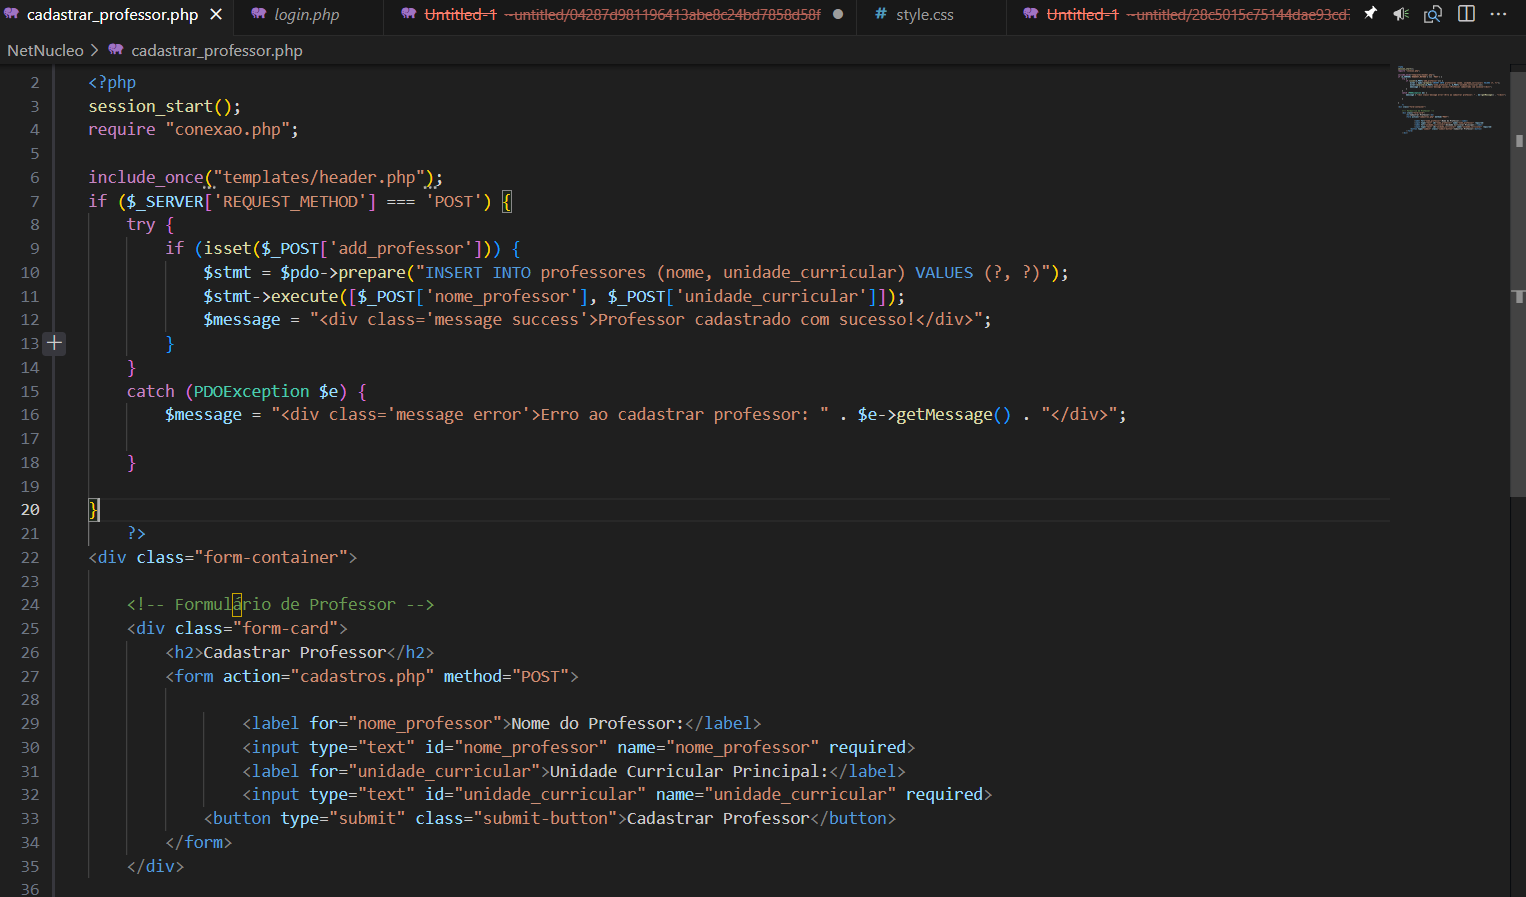 cadastrar_professor.php
login.php
Untitled-1 ~untitled/04287d981196413abe8c24bd7858d58f
# style.css
Untitled-1 ~untitled/28c5015c75144dae93cd
NetNucleo > cadastrar_professor.php
2 <?php
3 session_start();
4 require "conexao.php";
5
6 include_once("templates/header.php");
7 if ($_SERVER['REQUEST_METHOD'] === 'POST') {
8 try {
9 if (isset($_POST['add_professor'])) {
10 $stmt = $pdo->prepare("INSERT INTO professores (nome, unidade_curricular) VALUES (?, ?)");
11 $stmt->execute([$_POST['nome_professor'], $_POST['unidade_curricular']]);
12 $message = "<div class='message success'>Professor cadastrado com sucesso!</div>";
13 }
14 }
15 catch (PDOException $e) {
16 $message = "<div class='message error'>Erro ao cadastrar professor: " . $e->getMessage() . "</div>";
17
18 }
19
20 }
21 ?>
22 <div class="form-container">
23
24 <!-- Formulário de Professor -->
25 <div class="form-card">
26 <h2>Cadastrar Professor</h2>
27 <form action="cadastros.php" method="POST">
28
29 <label for="nome_professor">Nome do Professor:</label>
30 <input type="text" id="nome_professor" name="nome_professor" required>
31 <label for="unidade_curricular">Unidade Curricular Principal:</label>
32 <input type="text" id="unidade_curricular" name="unidade_curricular" required>
33 <button type="submit" class="submit-button">Cadastrar Professor</button>
34 </form>
35 </div>
36